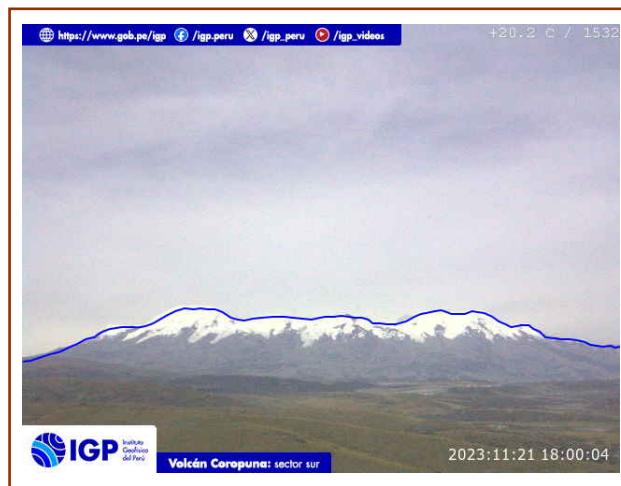 https://www.gob.pe/igp /igp.peru /igp_peru /igp_videos
+20.2 C / 1532
IGP
Instituto
Geofísico
del Perú
Volcán Coropuna: sector sur
2023:11:21 18:00:04